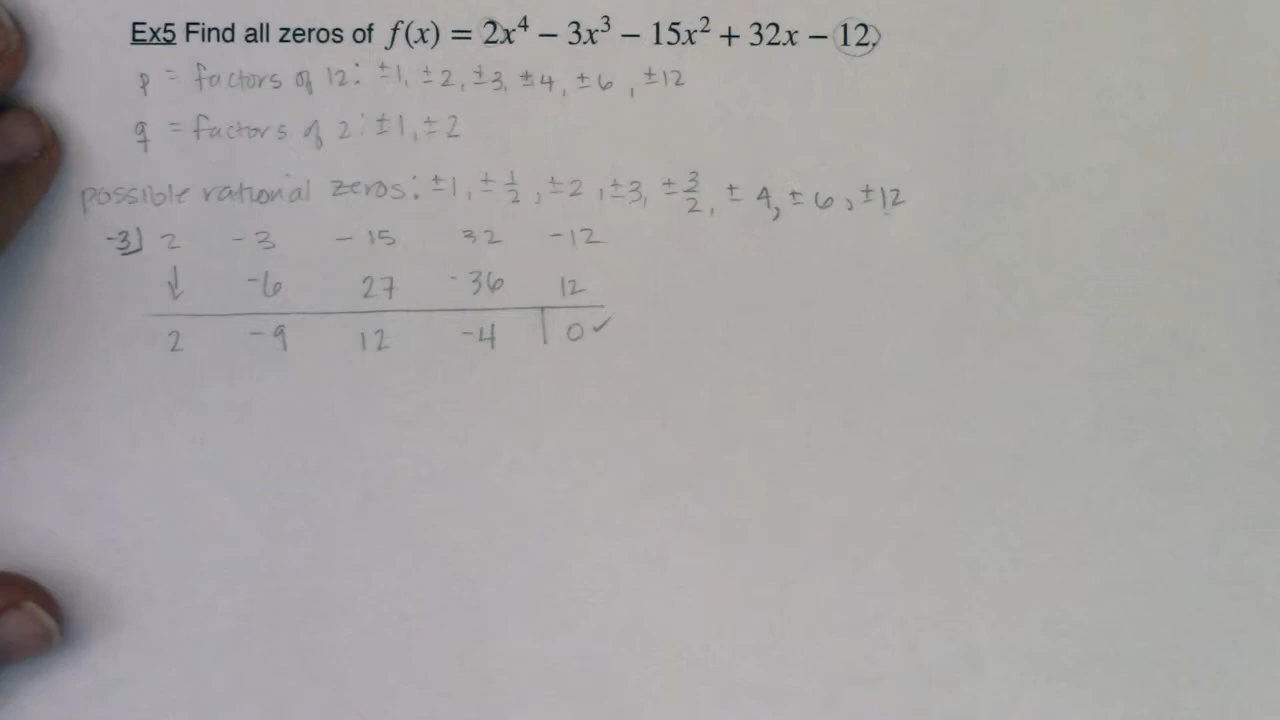 Ex5 Find all zeros of f(x) = 2x⁴ − 3x³ − 15x² + 32x − 12.
p = factors of 12: ±1, ±2, ±3, ±4, ±6, ±12
q = factors of 2: ±1, ±2
possible rational zeros: ±1, ±1/2, ±2, ±3, ±3/2, ±4, ±6, ±12
-3| 2 -3 -15 32 -12
↓ -6 27 -36 12
2 -9 12 -4 | 0 ✓